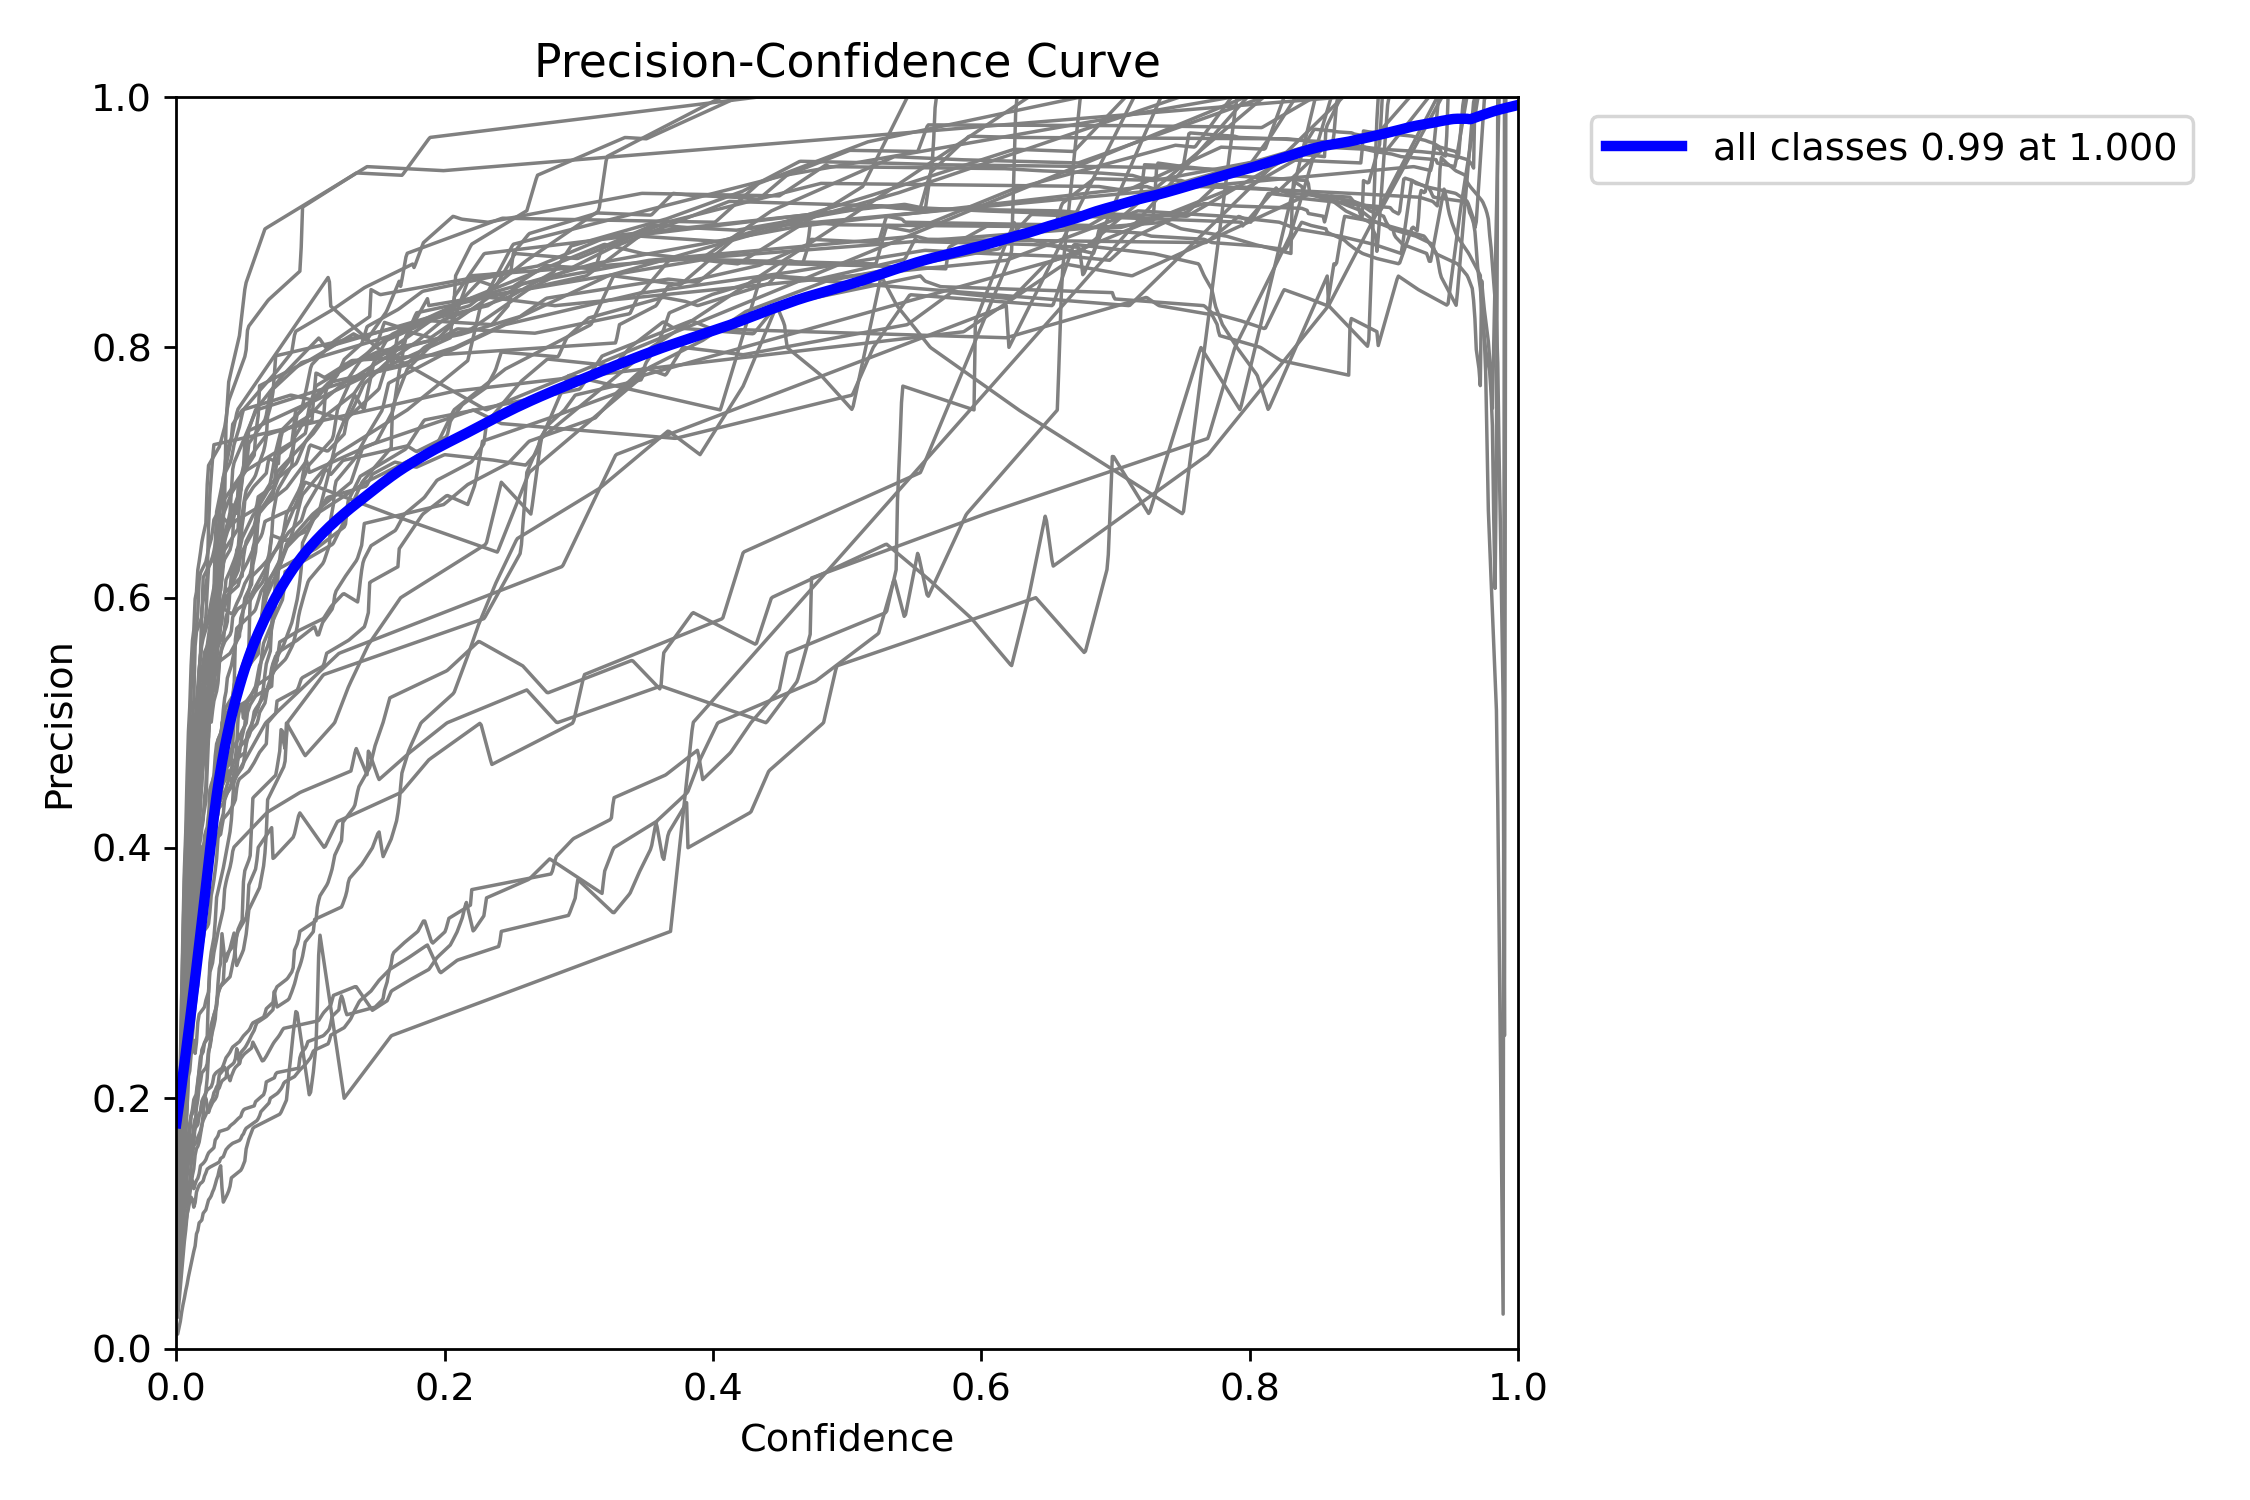 Precision-Confidence Curve
1.0
0.8
0.6
0.4
0.2
0.0
Precision
0.0 0.2 0.4 0.6 0.8 1.0
Confidence
all classes 0.99 at 1.000